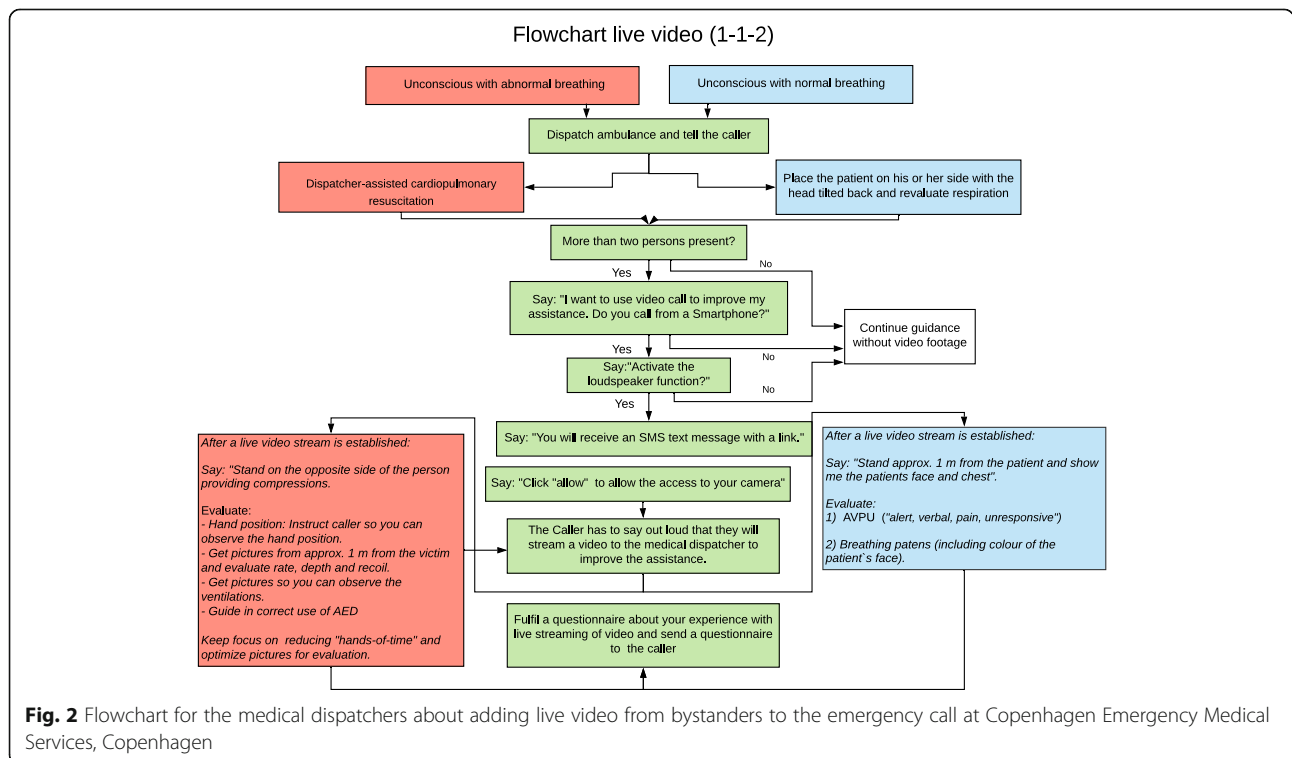 Flowchart live video (1-1-2)
Unconscious with abnormal breathing
Unconscious with normal breathing
Dispatch ambulance and tell the caller
Dispatcher-assisted cardiopulmonary
resuscitation
Place the patient on his or her side with the
head tilted back and revaluate respiration
More than two persons present?
No
Yes
Say: "I want to use video call to improve my
assistance. Do you call from a Smartphone?"
Continue guidance
without video footage
Yes
No
Say:"Activate the
loudspeaker function?"
No
Yes
Say: "You will receive an SMS text message with a link."
Say: "Click "allow" to allow the access to your camera"
The Caller has to say out loud that they will
stream a video to the medical dispatcher to
improve the assistance.
After a live video stream is established:
Say: "Stand on the opposite side of the person
providing compressions.
Evaluate:
- Hand position: Instruct caller so you can
observe the hand position.
- Get pictures from approx. 1 m from the victim
and evaluate rate, depth and recoil.
- Get pictures so you can observe the
ventilations.
- Guide in correct use of AED
Keep focus on reducing "hands-of-time" and
optimize pictures for evaluation.
After a live video stream is established:
Say: "Stand approx. 1 m from the patient and show
me the patients face and chest".
Evaluate:
1) AVPU ("alert, verbal, pain, unresponsive")
2) Breathing patens (including colour of the
patient`s face).
Fulfil a questionnaire about your experience with
live streaming of video and send a questionnaire
to the caller
Fig. 2 Flowchart for the medical dispatchers about adding live video from bystanders to the emergency call at Copenhagen Emergency Medical
Services, Copenhagen